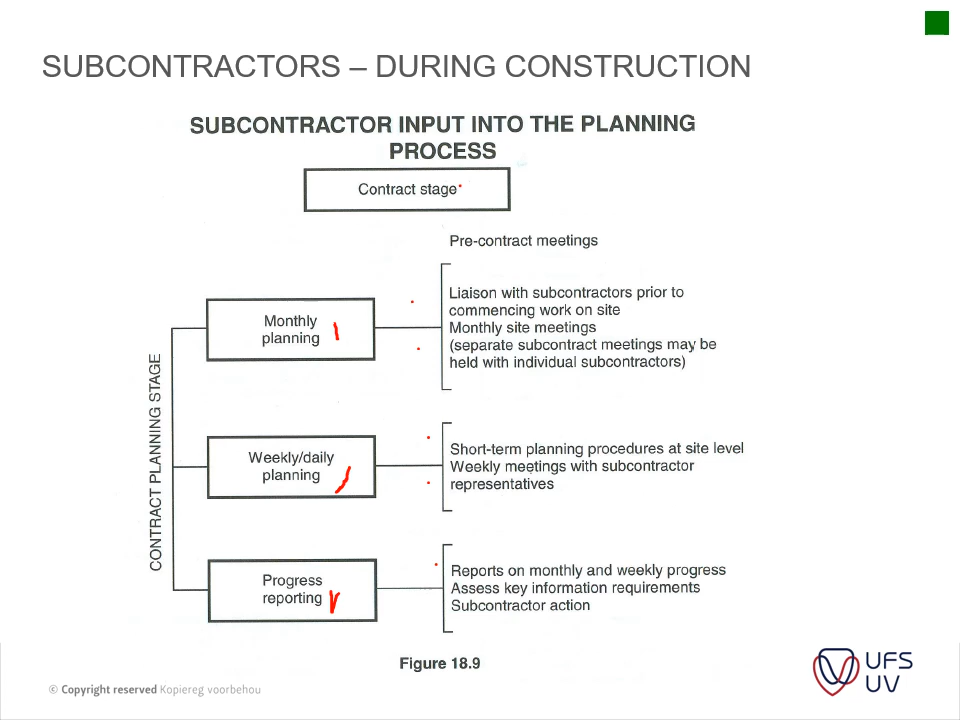 SUBCONTRACTORS – DURING CONSTRUCTION
SUBCONTRACTOR INPUT INTO THE PLANNING
PROCESS
Contract stage
Pre-contract meetings
CONTRACT PLANNING STAGE
Monthly
planning
Liaison with subcontractors prior to
commencing work on site
Monthly site meetings
(separate subcontract meetings may be
held with individual subcontractors)
Weekly/daily
planning
Short-term planning procedures at site level
Weekly meetings with subcontractor
representatives
Progress
reporting
Reports on monthly and weekly progress
Assess key information requirements
Subcontractor action
Figure 18.9
© Copyright reserved Kopiereg voorbehou
UFS
UV